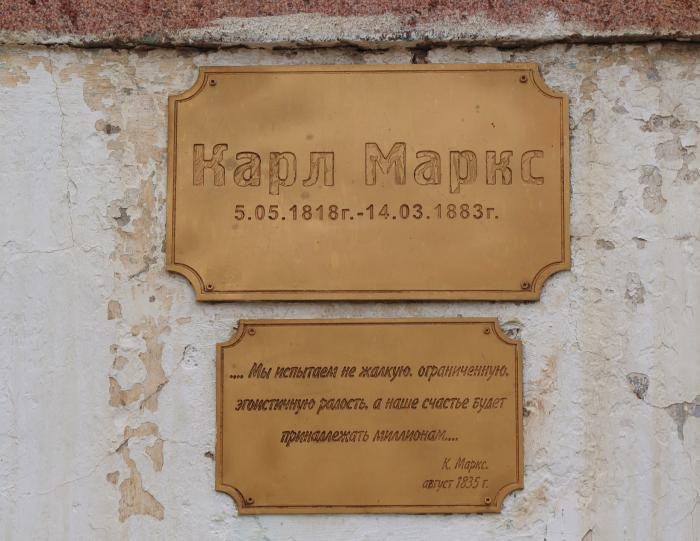 Карл Маркс
5.05.1818г.-14.03.1883г.
.... Мы испытаем не жалкую. ограниченную.
эгоистичную радость. а наше счастье будет
принадлежать миллионам....
К. Маркс.
август 1835 г.